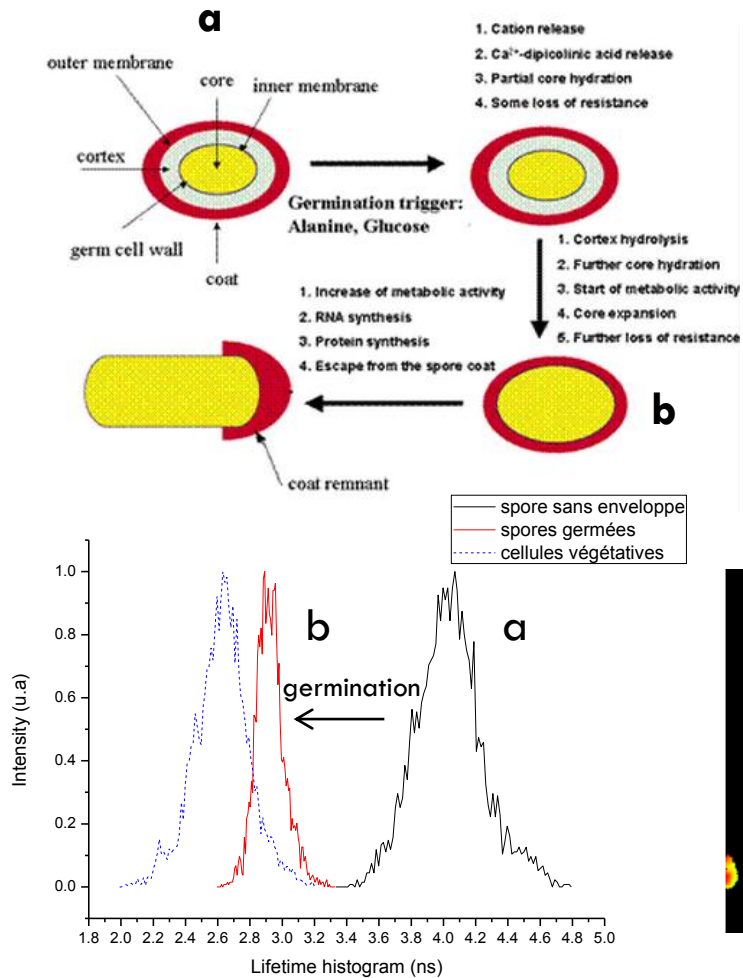 a
1. Cation release
2. Ca²⁺-dipicolinic acid release
3. Partial core hydration
4. Some loss of resistance
outer membrane
core
inner membrane
cortex
germ cell wall
coat
Germination trigger:
Alanine, Glucose
1. Cortex hydrolysis
2. Further core hydration
3. Start of metabolic activity
4. Core expansion
5. Further loss of resistance
1. Increase of metabolic activity
2. RNA synthesis
3. Protein synthesis
4. Escape from the spore coat
b
coat remnant
spore sans enveloppe
spores germées
cellules végétatives
b
a
germination
Intensity (u.a)
1.0
0.8
0.6
0.4
0.2
0.0
1.8 2.0 2.2 2.4 2.6 2.8 3.0 3.2 3.4 3.6 3.8 4.0 4.2 4.4 4.6 4.8 5.0
Lifetime histogram (ns)